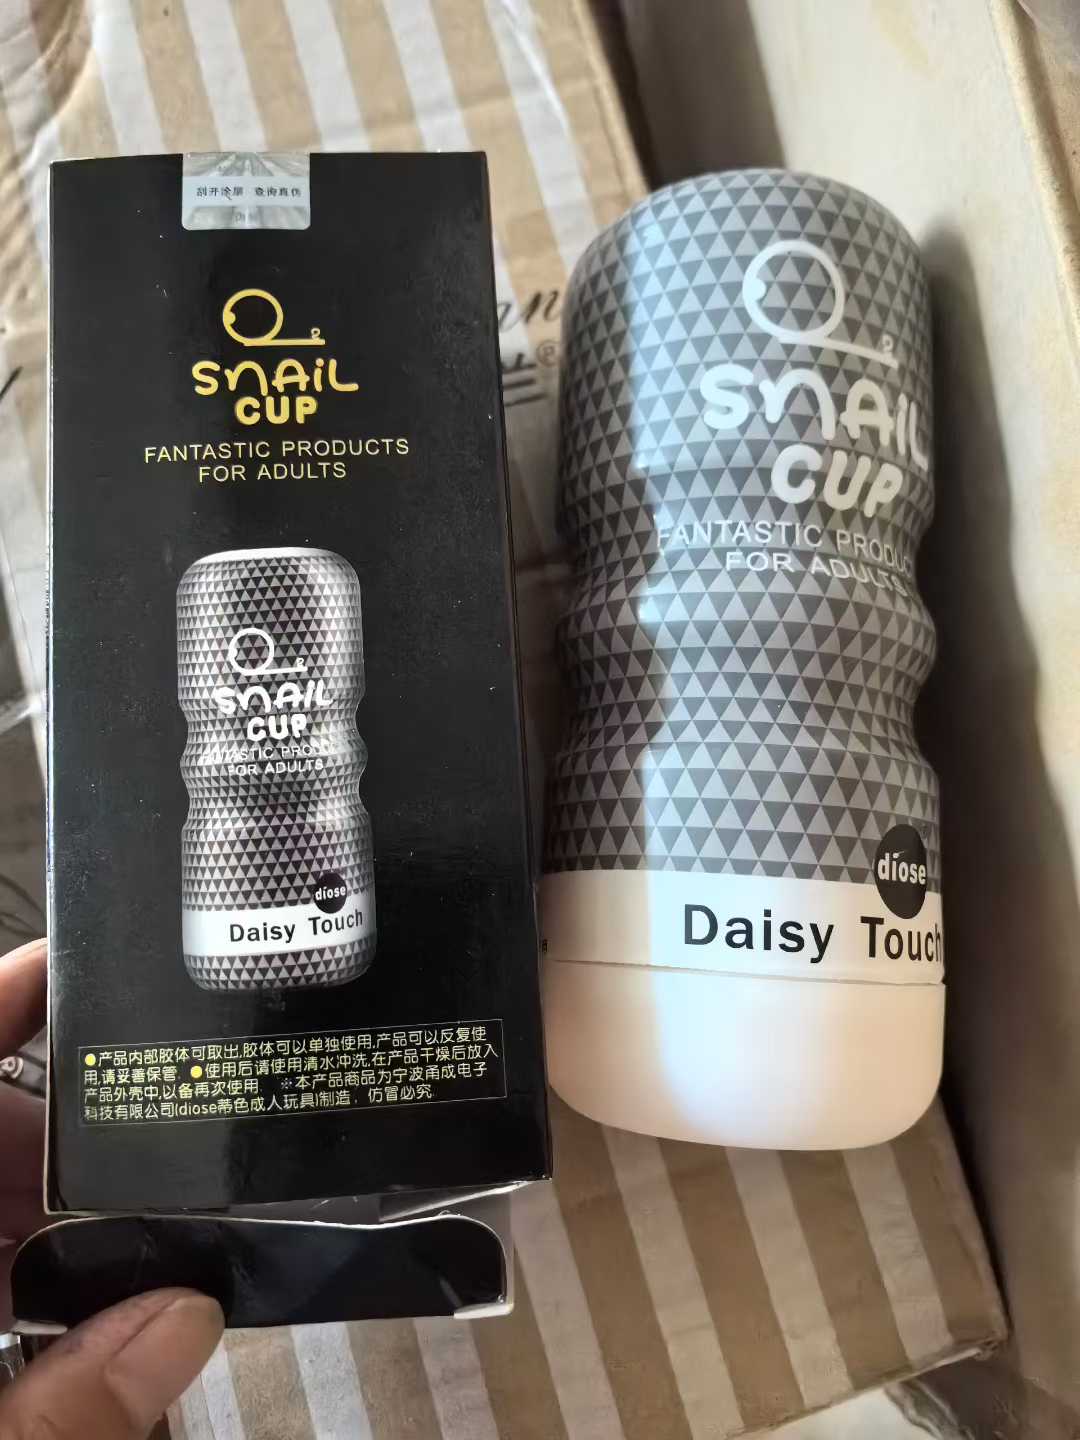 刮开涂层 查询真伪
SNAIL
CUP
FANTASTIC PRODUCTS
FOR ADULTS
SNAIL
CUP
FANTASTIC PRODUC
FOR ADULTS
diose
Daisy Touch
●产品内部胶体可取出,胶体可以单独使用,产品可以反复使
用,请妥善保管. ●使用后请使用清水冲洗,在产品干燥后放入
产品外壳中,以备再次使用. ※本产品商品为宁波甬成电子
科技有限公司(diose蒂色成人玩具)制造，仿冒必究.
SNAIL
CUP
FANTASTIC PRODUC
FOR ADULTS
diose
Daisy Touch